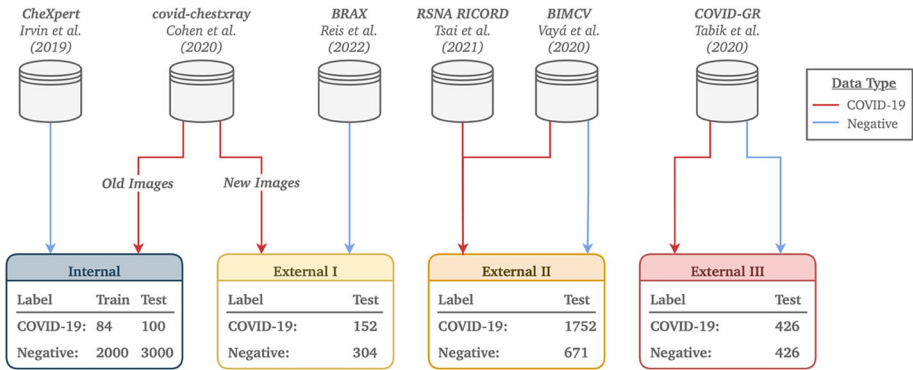 CheXpert
Irvin et al.
(2019)
covid-chestxray
Cohen et al.
(2020)
BRAX
Reis et al.
(2022)
RSNA RICORD
Tsai et al.
(2021)
BIMCV
Vayá et al.
(2020)
COVID-GR
Tabik et al.
(2020)
Data Type
COVID-19
Negative
Old Images
New Images
Internal
Label Train Test
COVID-19: 84 100
Negative: 2000 3000
External I
Label Test
COVID-19: 152
Negative: 304
External II
Label Test
COVID-19: 1752
Negative: 671
External III
Label Test
COVID-19: 426
Negative: 426